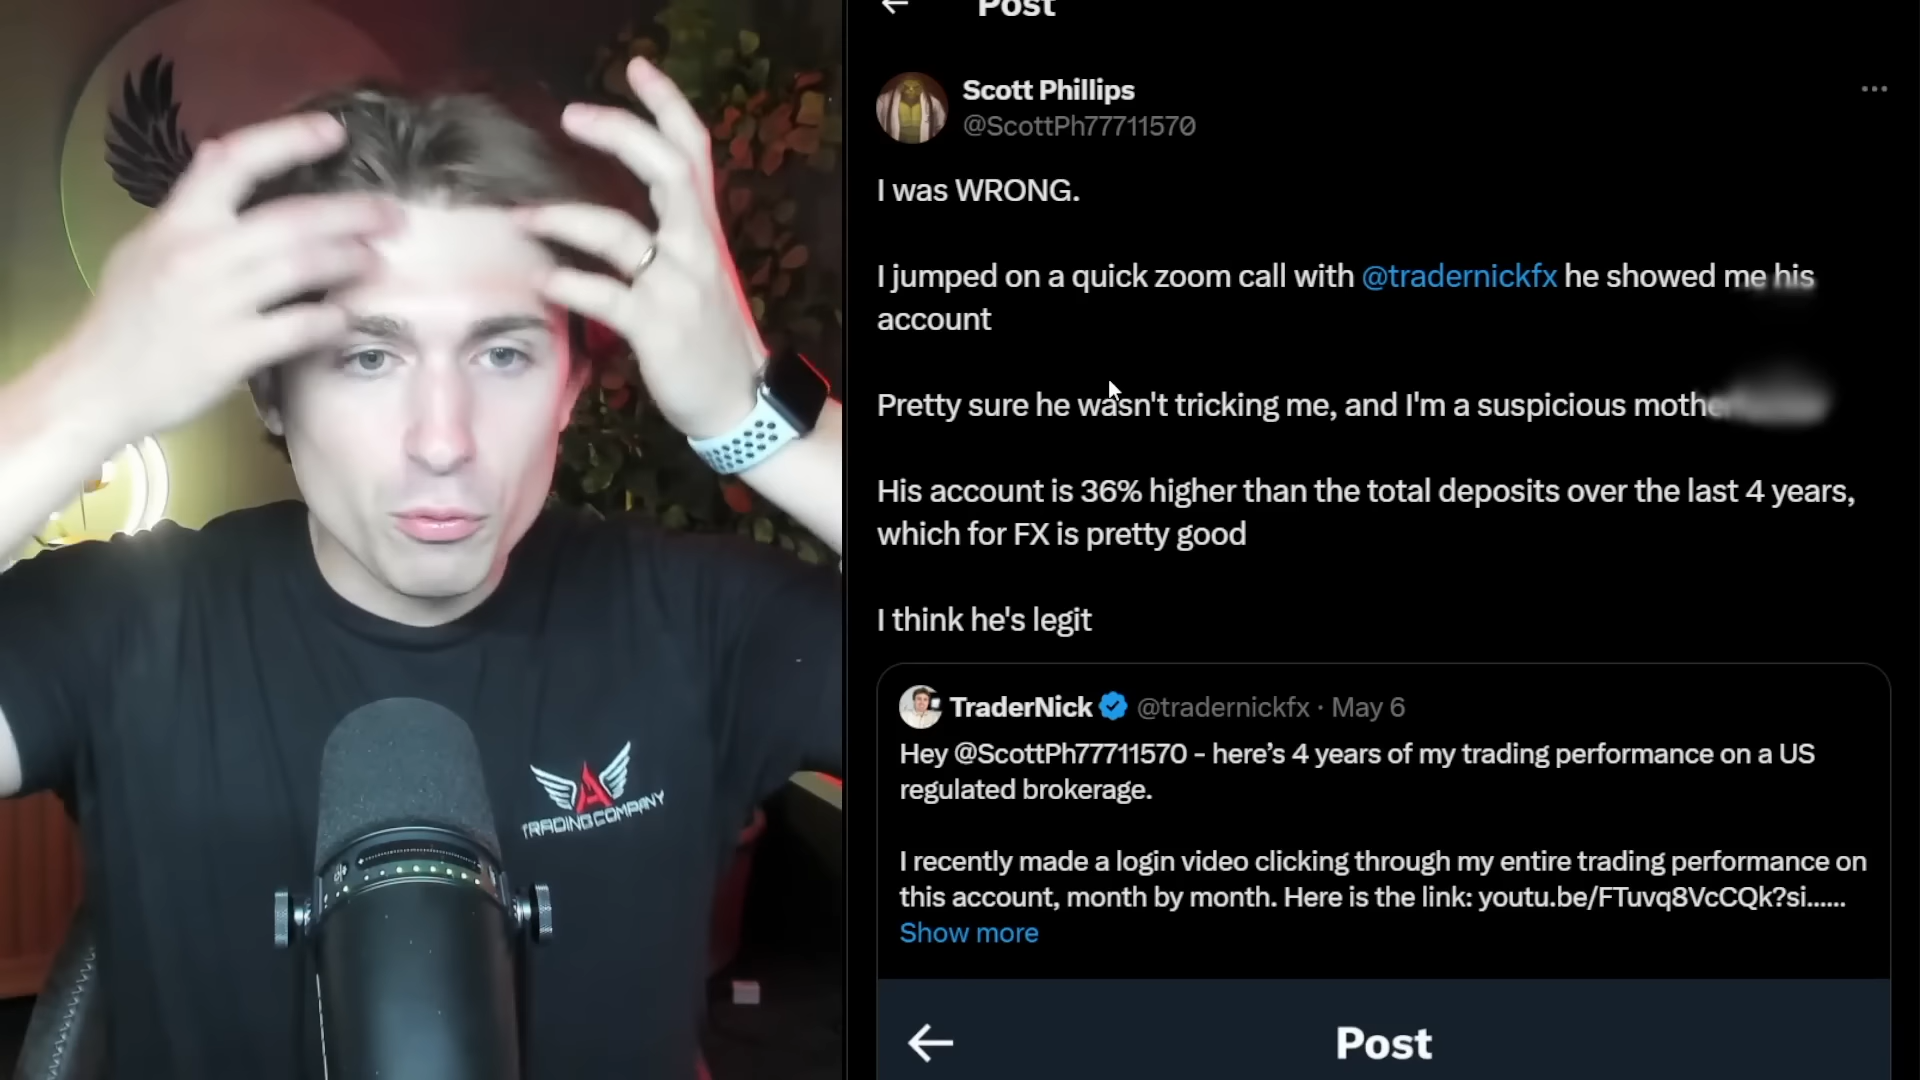 Post
Scott Phillips
@ScottPh77711570
I was WRONG.
I jumped on a quick zoom call with @tradernickfx he showed me his
account
Pretty sure he wasn't tricking me, and I'm a suspicious
His account is 36% higher than the total deposits over the last 4 years,
which for FX is pretty good
I think he's legit
TradeNick @tradernickfx · May 6
Hey @ScottPh77711570 - here’s 4 years of my trading performance on a US
regulated brokerage.
I recently made a login video clicking through my entire trading performance on
this account, month by month. Here is the link: youtu.be/FTuvq8VcCQk?si......
Show more
Post
A
TRADING COMPANY